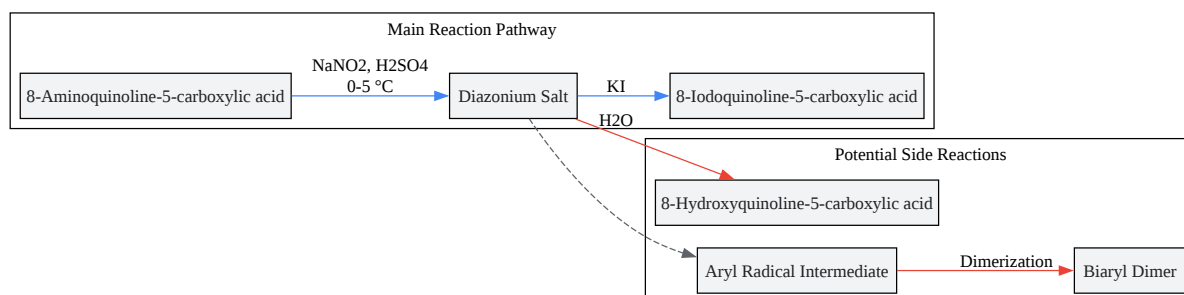 Main Reaction Pathway
NaNO2, H2SO4
0-5 °C
8-Aminoquinoline-5-carboxylic acid
Diazonium Salt
KI
8-Iodoquinoline-5-carboxylic acid
H2O
Potential Side Reactions
8-Hydroxyquinoline-5-carboxylic acid
Aryl Radical Intermediate
Dimerization
Biaryl Dimer